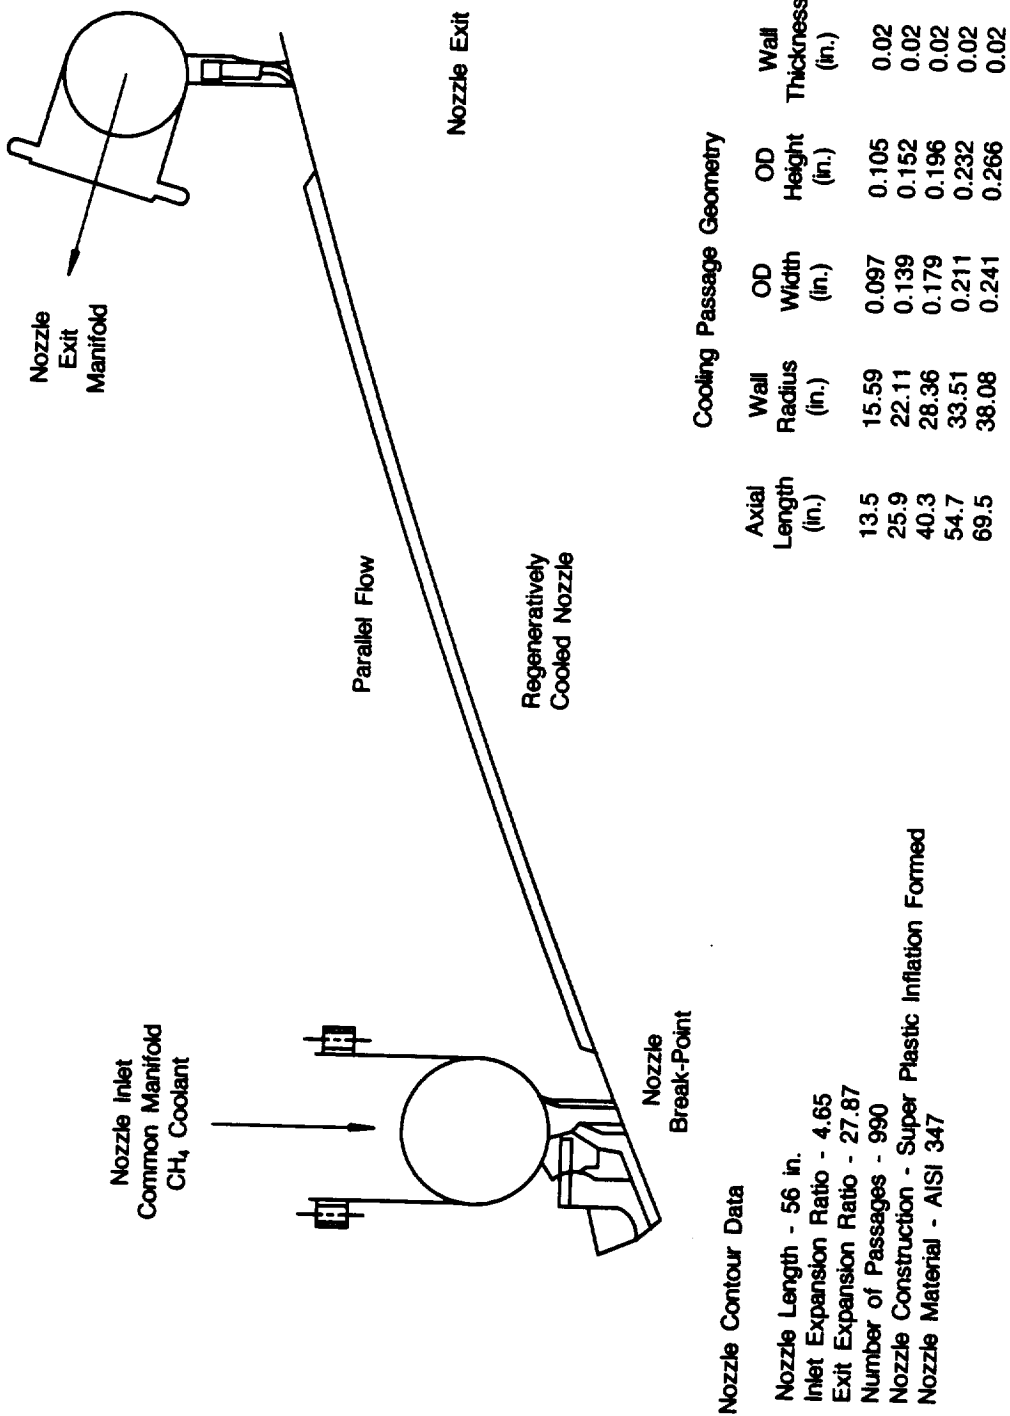 Nozzle Inlet
Common Manifold
CH₄ Coolant
Nozzle
Exit
Manifold
Parallel Flow
Nozzle
Break-Point
Regeneratively
Cooled Nozzle
Nozzle Exit
Nozzle Contour Data
Nozzle Length - 56 in.
Inlet Expansion Ratio - 4.65
Exit Expansion Ratio - 27.87
Number of Passages - 990
Nozzle Construction - Super Plastic Inflation Formed
Nozzle Material - AISI 347
Cooling Passage Geometry
Axial Wall OD OD Wall
Length Radius Width Height Thickness
(in.) (in.) (in.) (in.) (in.)
13.5 15.59 0.097 0.105 0.02
25.9 22.11 0.139 0.152 0.02
40.3 28.36 0.179 0.196 0.02
54.7 33.51 0.211 0.232 0.02
69.5 38.08 0.241 0.266 0.02